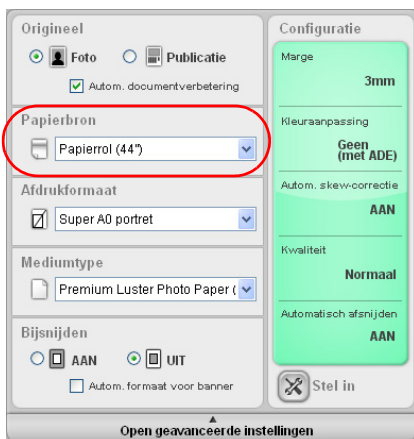 Origineel
Foto
Publicatie
Autom. documentverbetering
Papierbron
Papierrol (44")
Afdrukformaat
Super A0 portret
Mediumtype
Premium Luster Photo Paper (
Bijsnijden
AAN
UIT
Autom. formaat voor banner
Configuratie
Marge
3mm
Kleuraanpassing
Geen
(met ADE)
Autom. skew-correctie
AAN
Kwaliteit
Normaal
Automatisch afsnijden
AAN
Stel in
Open geavanceerde instellingen